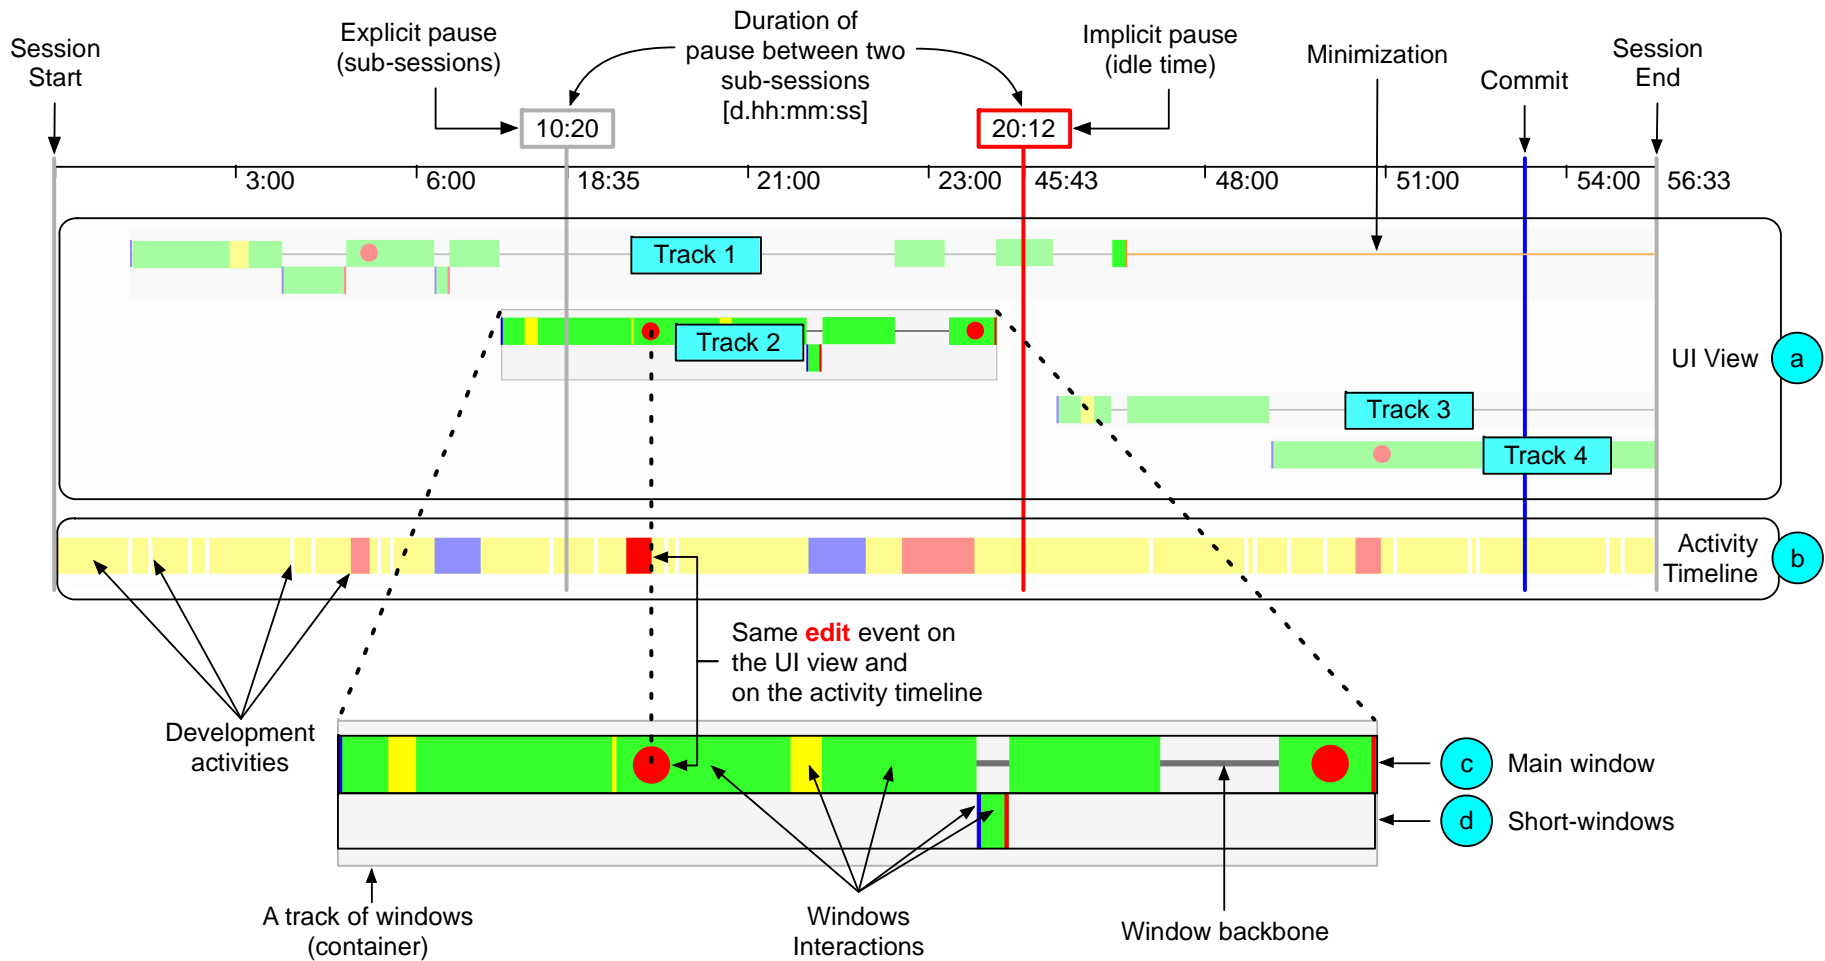 Session
Start
Explicit pause
(sub-sessions)
Duration of
pause between two
sub-sessions
[d.hh:mm:ss]
Implicit pause
(idle time)
Minimization
Commit
Session
End
10:20
20:12
3:00
6:00
18:35
21:00
23:00
45:43
48:00
51:00
54:00
56:33
Track 1
Track 2
Track 3
Track 4
UI View
a
Activity
Timeline
b
Same edit event on
the UI view and
on the activity timeline
Development
activities
c
Main window
d
Short-windows
A track of windows
(container)
Windows
Interactions
Window backbone